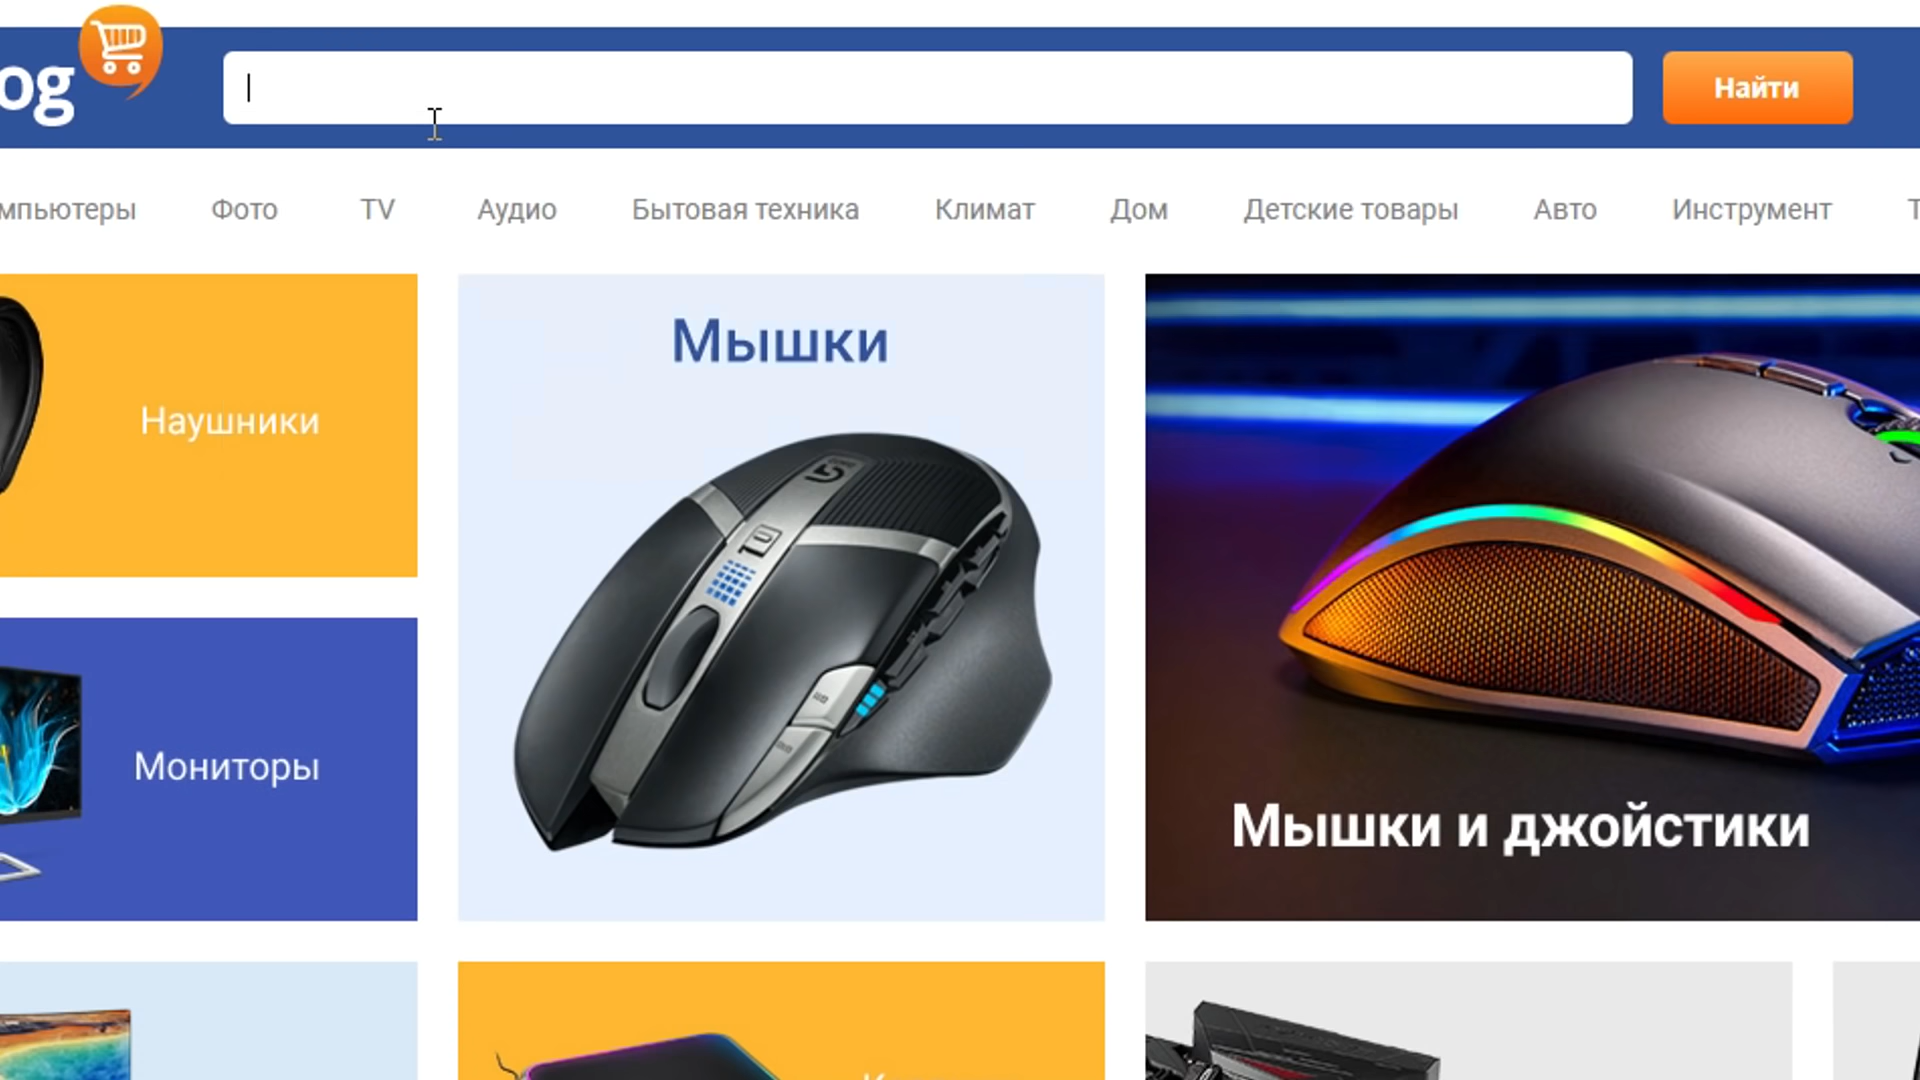 og
Найти
мпьютеры Фото TV Аудио Бытовая техника Климат Дом Детские товары Авто Инструмент Т
Наушники
Мышки
Мониторы
Мышки и джойстики